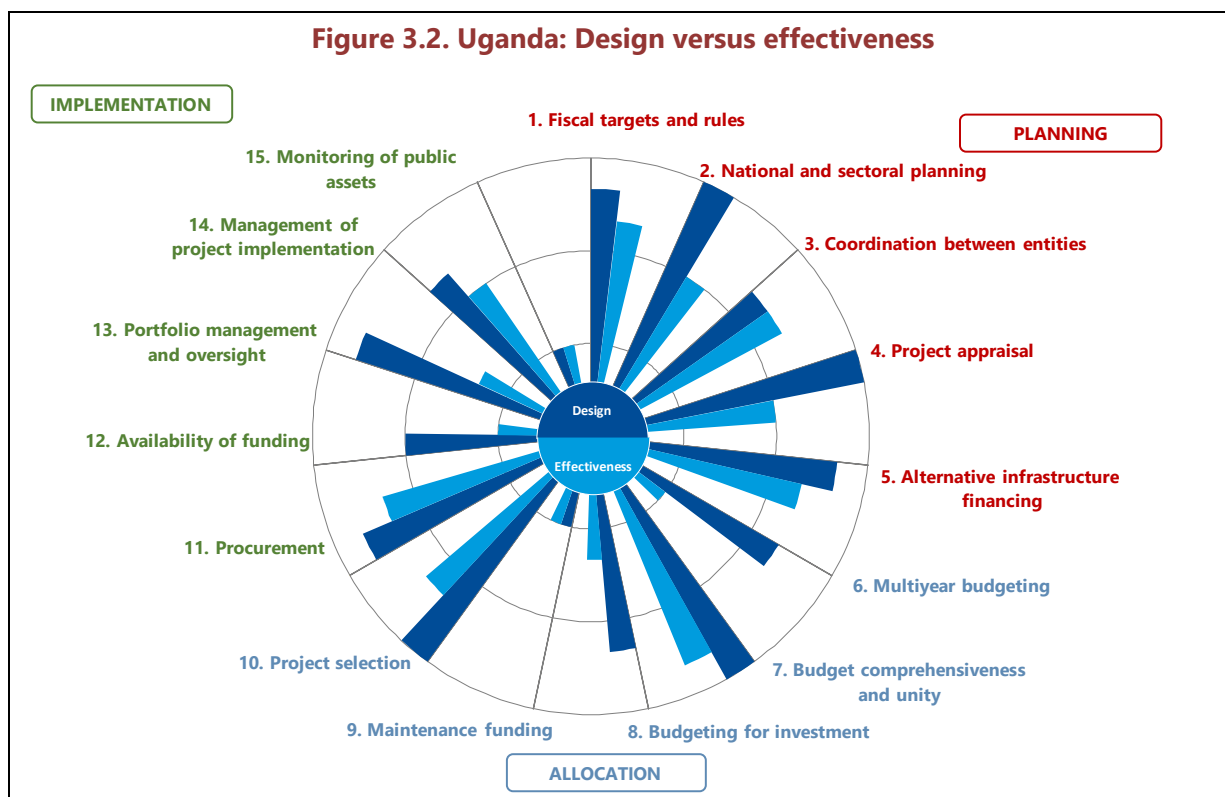 Figure 3.2. Uganda: Design versus effectiveness
IMPLEMENTATION
PLANNING
1. Fiscal targets and rules
2. National and sectoral planning
3. Coordination between entities
4. Project appraisal
5. Alternative infrastructure
financing
6. Multiyear budgeting
7. Budget comprehensiveness
and unity
8. Budgeting for investment
9. Maintenance funding
10. Project selection
11. Procurement
12. Availability of funding
13. Portfolio management
and oversight
14. Management of
project implementation
15. Monitoring of public
assets
Design
Effectiveness
ALLOCATION